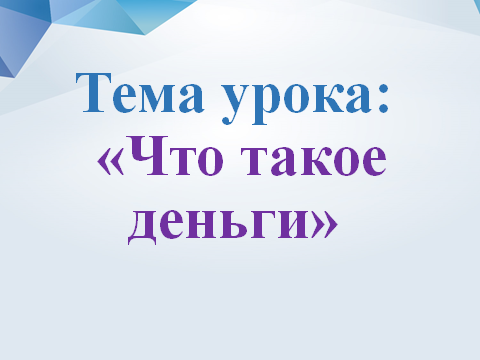 Тема урока:
«Что такое
деньги»